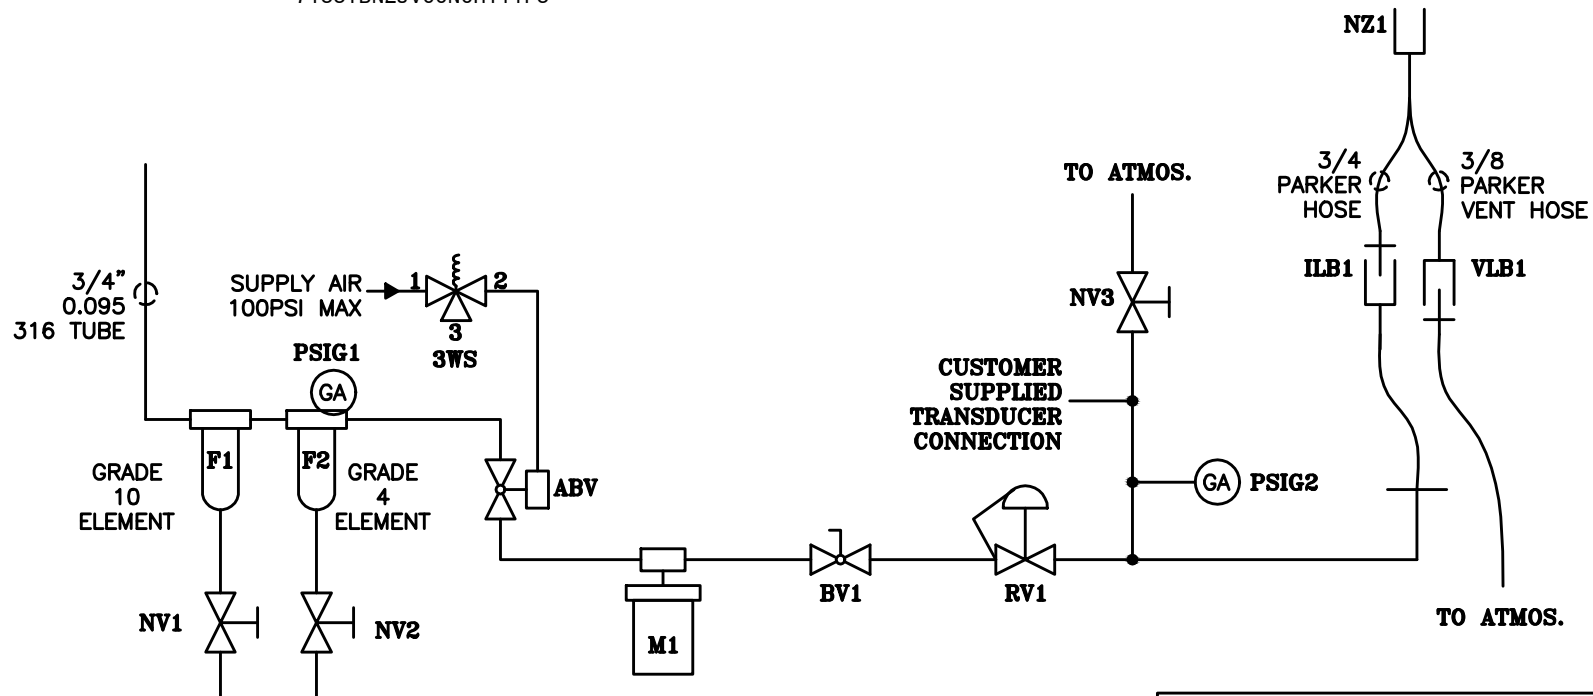 NZ1
3/4
PARKER
HOSE
3/8
PARKER
VENT HOSE
TO ATMOS.
ILB1
VLB1
3/4"
0.095
316 TUBE
SUPPLY AIR
100PSI MAX
1
2
3
3WS
NV3
PSIG1
GA
CUSTOMER
SUPPLIED
TRANSDUCER
CONNECTION
F1
F2
GRADE
10
ELEMENT
GRADE
4
ELEMENT
ABV
GA
PSIG2
BV1
RV1
NV1
NV2
M1
TO ATMOS.